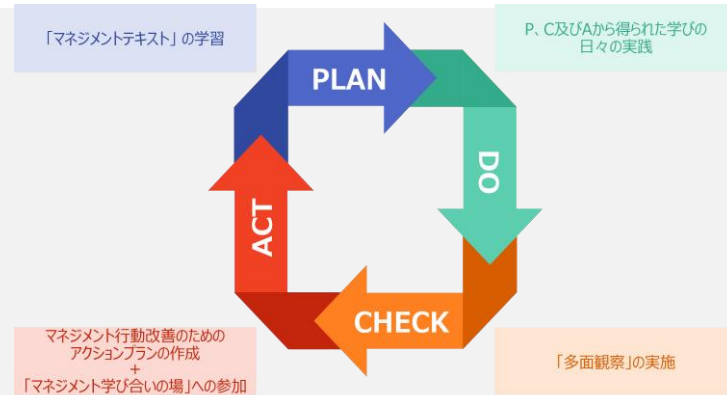 「マネジメントテキスト」の学習
P、C及びAから得られた学びの
日々の実践
PLAN
DO
ACT
CHECK
マネジメント行動改善のための
アクションプランの作成
+
「マネジメント学び合いの場」への参加
「多面観察」の実施